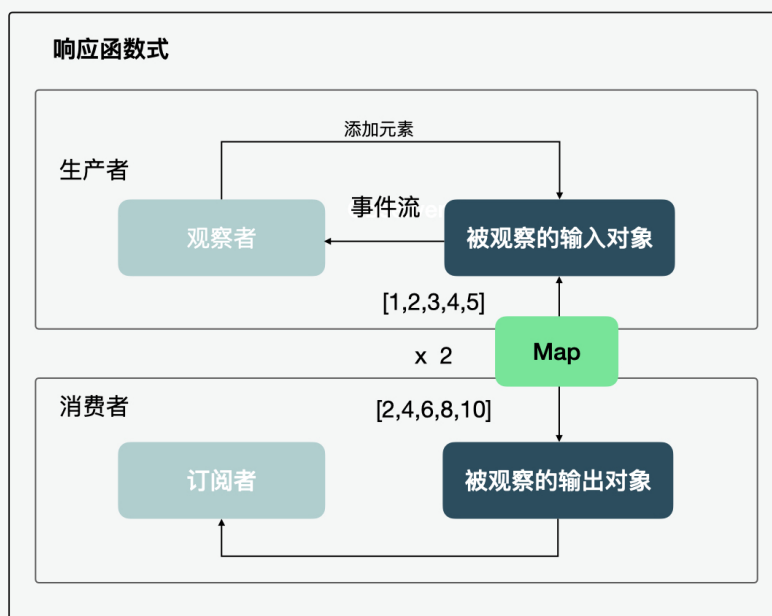 响应函数式
添加元素
生产者
事件流
观察者
被观察的输入对象
[1,2,3,4,5]
x 2
Map
消费者
[2,4,6,8,10]
订阅者
被观察的输出对象